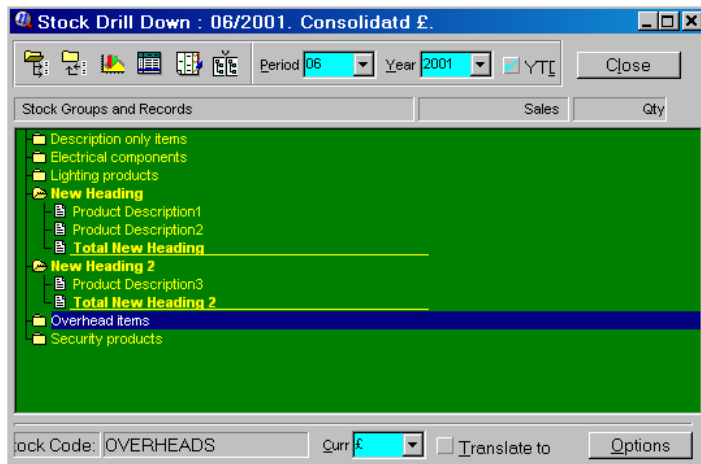 Stock Drill Down : 06/2001. Consolidatd £.
Period 06 Year 2001 YTD Close
Stock Groups and Records Sales Qty
Description only items
Electrical components
Lighting products
New Heading
Product Description1
Product Description2
Total New Heading
New Heading 2
Product Description3
Total New Heading 2
Overhead items
Security products
tock Code: OVERHEADS Curr £ Translate to Options